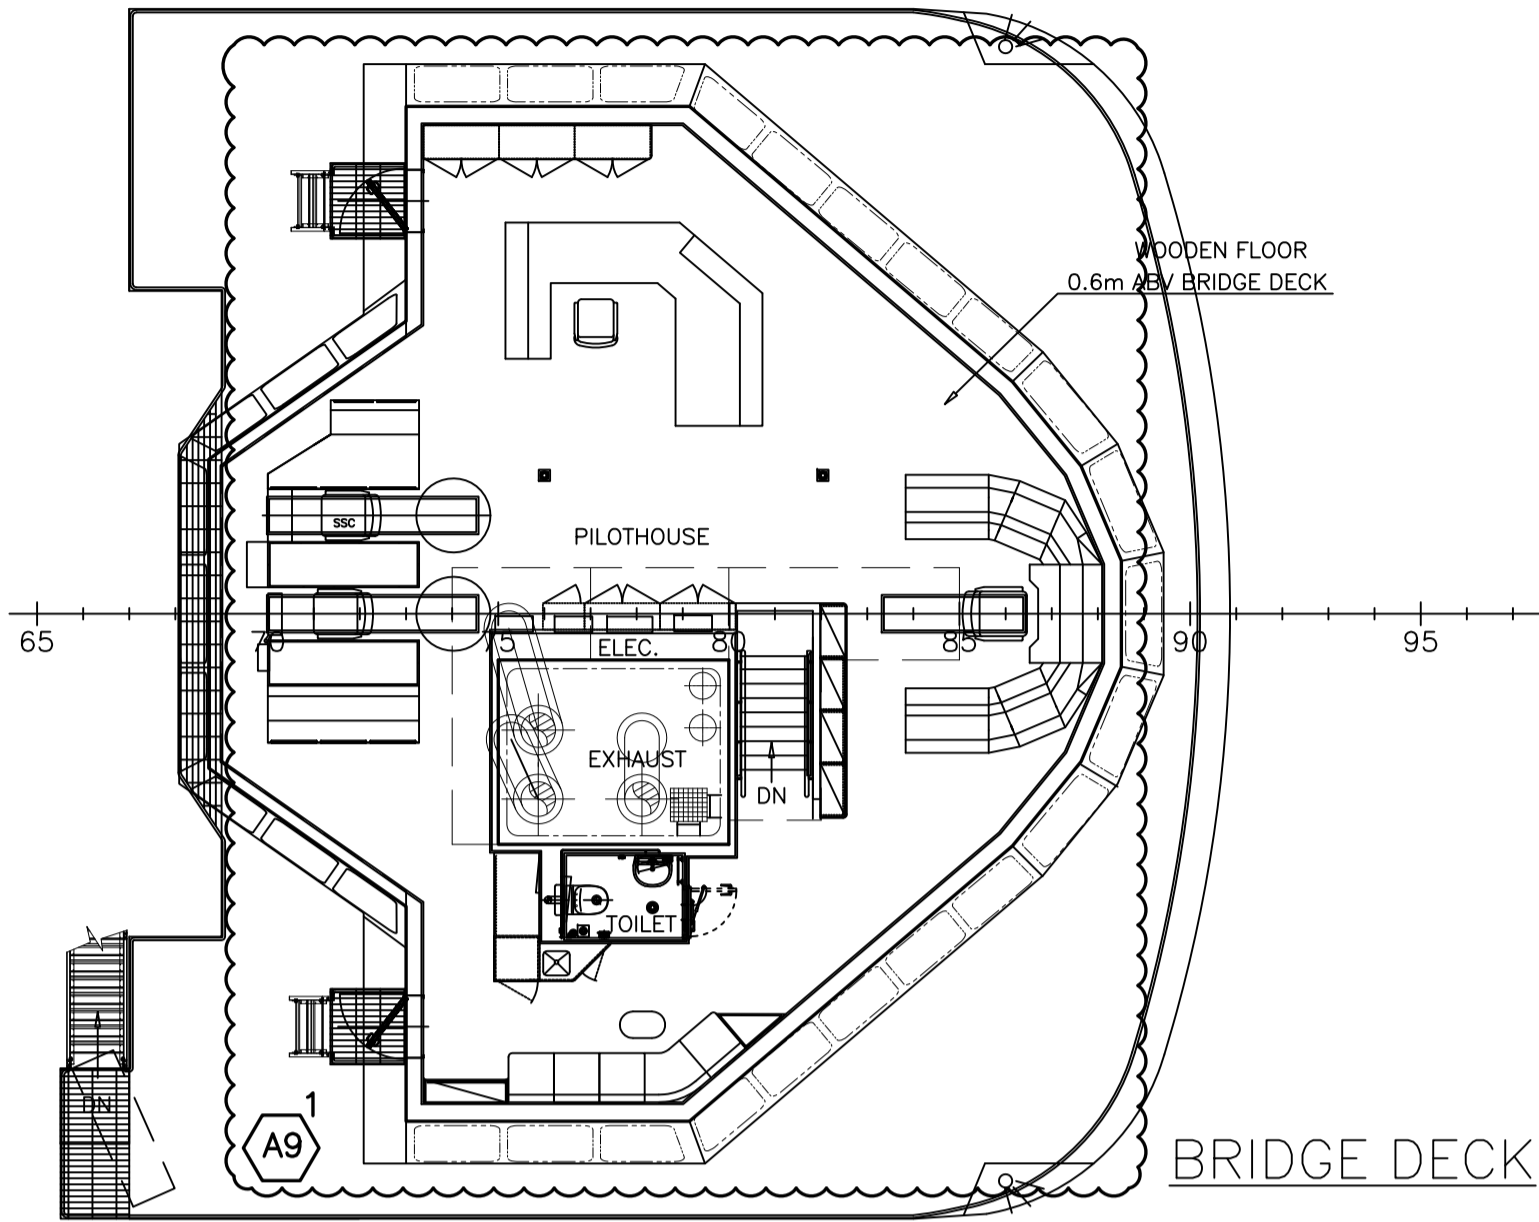 WOODEN FLOOR
0.6m ABV BRIDGE DECK
SSC
PILOTHOUSE
65 70 75 80 85 90 95
ELEC.
EXHAUST
DN
TOILET
DN
1
A9
BRIDGE DECK